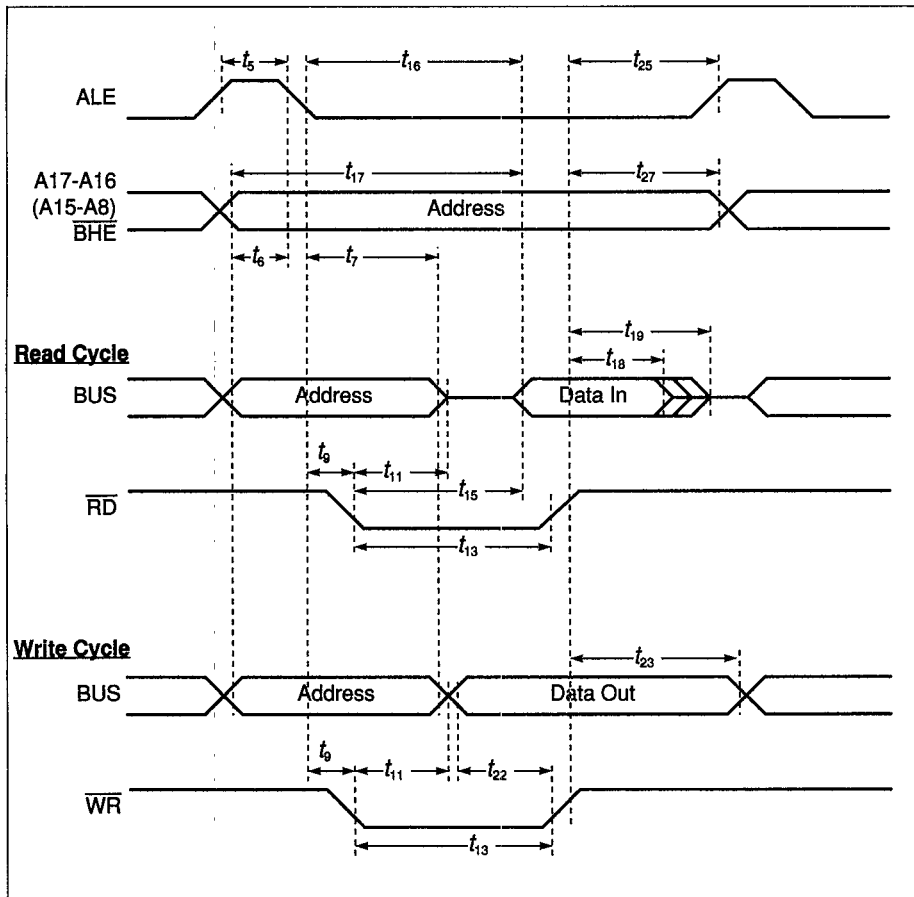 t5
t16
t25
ALE
A17-A16
(A15-A8)
BHE
t17
t27
Address
t6
t7
t19
t18
Read Cycle
BUS
Address
Data In
t9
t11
t15
RD
t13
Write Cycle
t23
BUS
Address
Data Out
t9
t11
t22
WR
t13